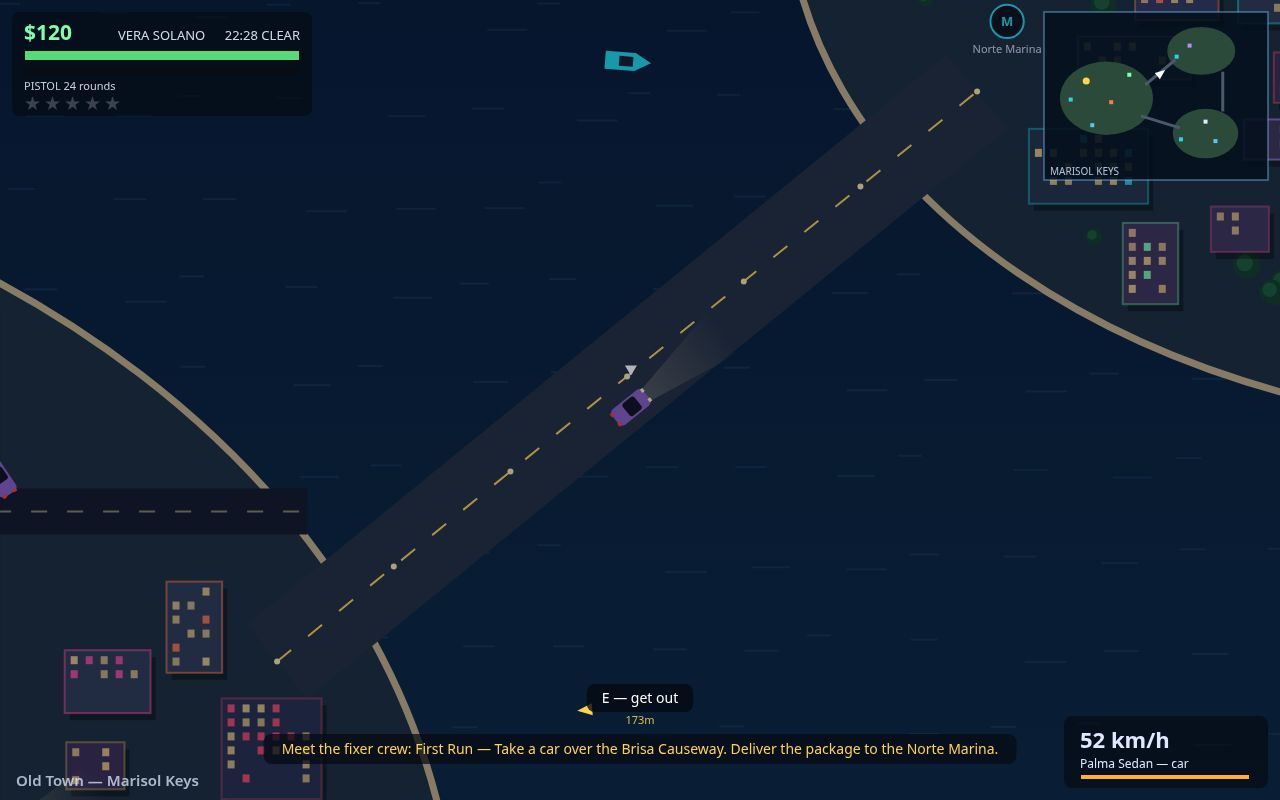 $120 VERA SOLANO 22:28 CLEAR
PISTOL 24 rounds
M
Norte Marina
MARISOL KEYS
E — get out
173m
Meet the fixer crew: First Run — Take a car over the Brisa Causeway. Deliver the package to the Norte Marina.
52 km/h
Palma Sedan — car
Old Town — Marisol Keys